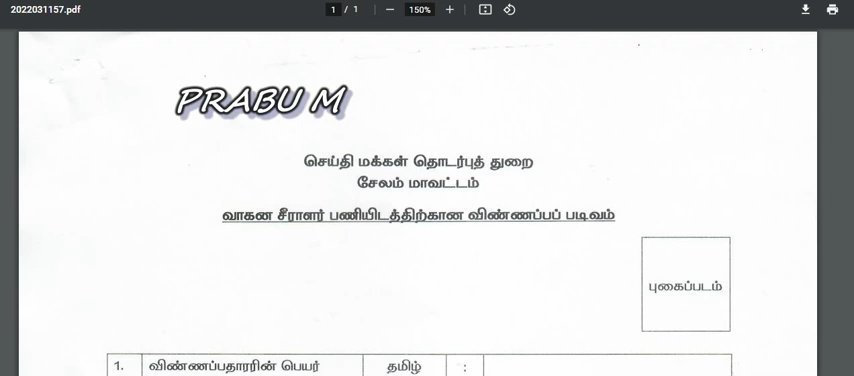 2022031157.pdf 1 / 1 150%
PRABU M
செய்தி மக்கள் தொடர்புத் துறை
சேலம் மாவட்டம்
வாகன சீராளர் பணியிடத்திற்கான விண்ணப்பப் படிவம்
புகைப்படம்
1. விண்ணப்பதாரரின் பெயர் தமிழ் :